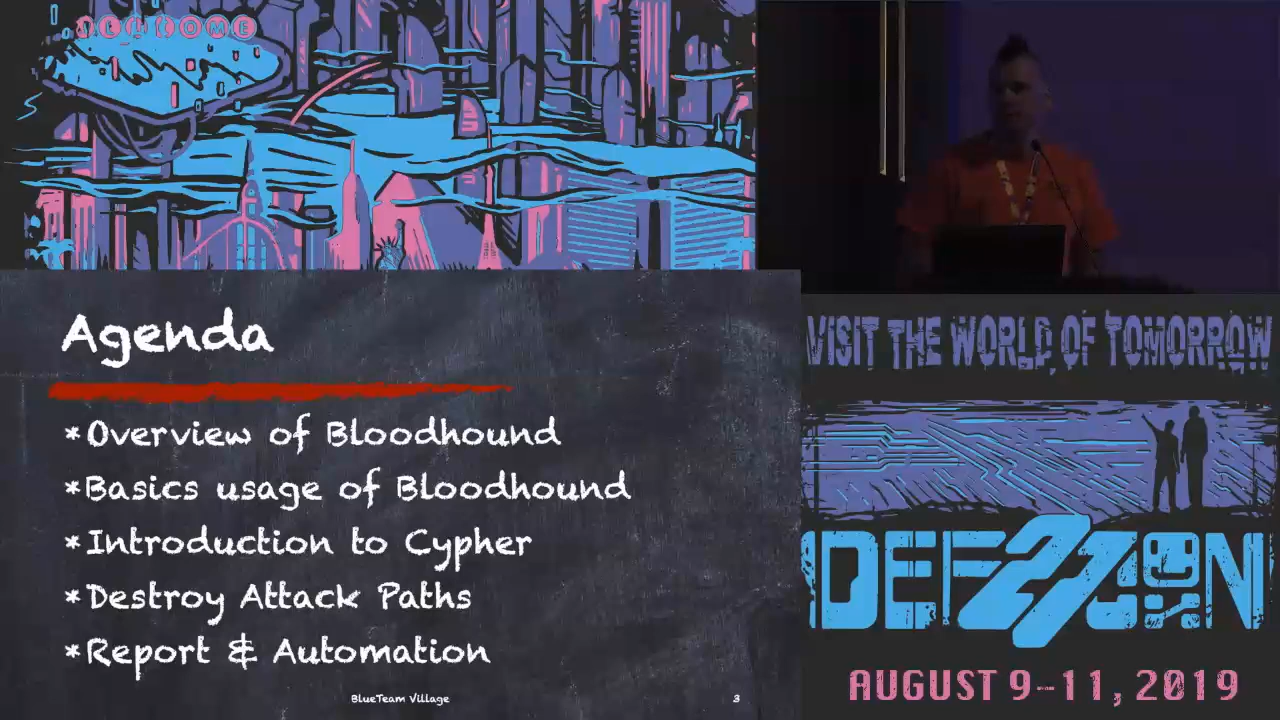 WELCOME
Agenda
*Overview of Bloodhound
*Basics usage of Bloodhound
*Introduction to Cypher
*Destroy Attack Paths
*Report & Automation
BlueTeam Village
3
VISIT THE WORLD OF TOMORROW
DEF 27 CON
AUGUST 9-11, 2019